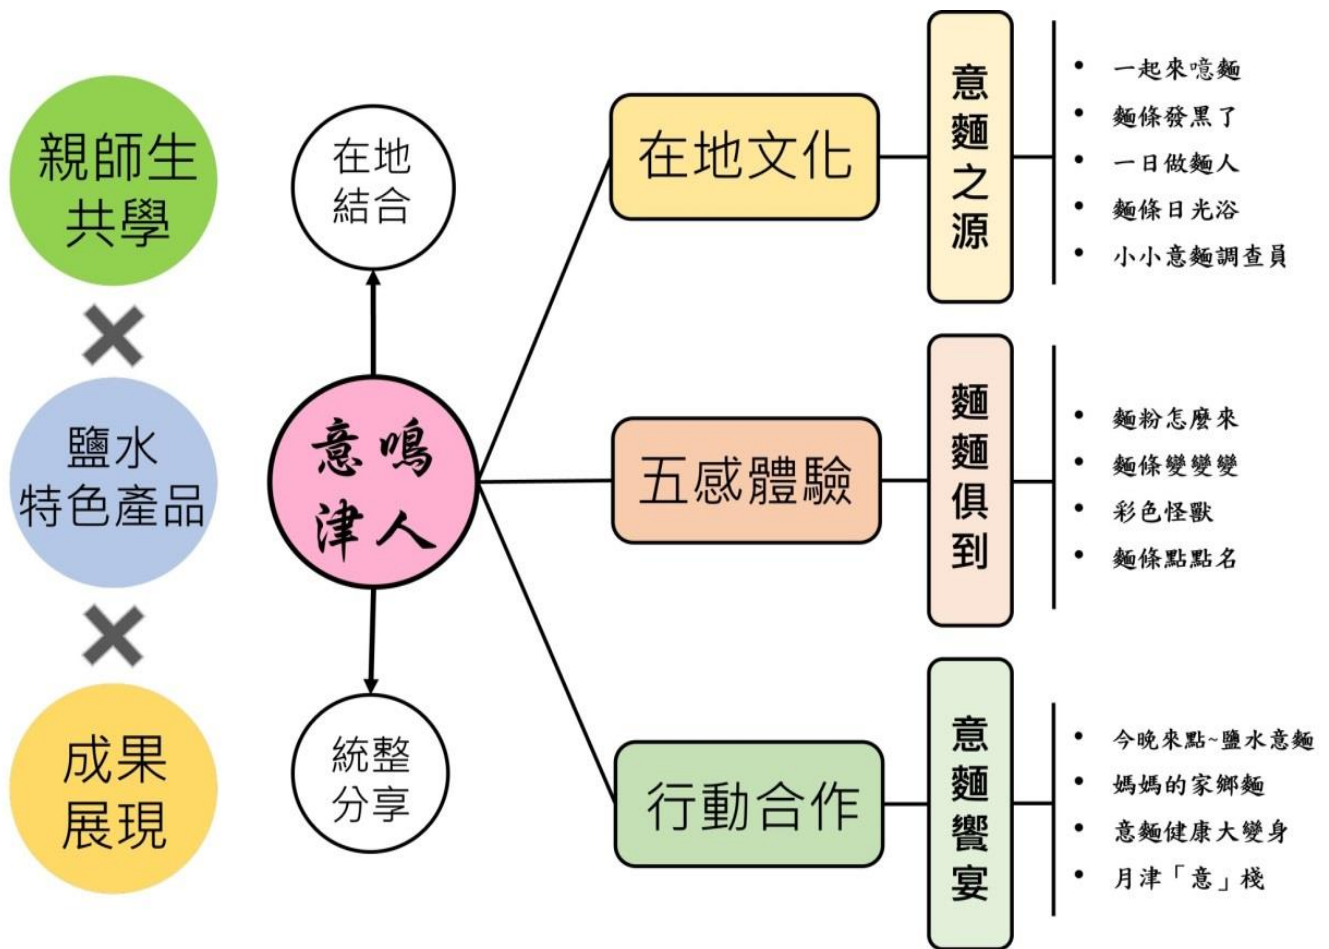 親師生
共學
鹽水
特色產品
成果
展現
在地
結合
意鳴
津人
統整
分享
在地文化
意麵之源
一起來噫麵
麵條發黑了
一日做麵人
麵條日光浴
小小意麵調查員
五感體驗
麵麵俱到
麵粉怎麼來
麵條變變變
彩色怪獸
麵條點點名
行動合作
意麵饗宴
今晚來點~鹽水意麵
媽媽的家鄉麵
意麵健康大變身
月津「意」棧